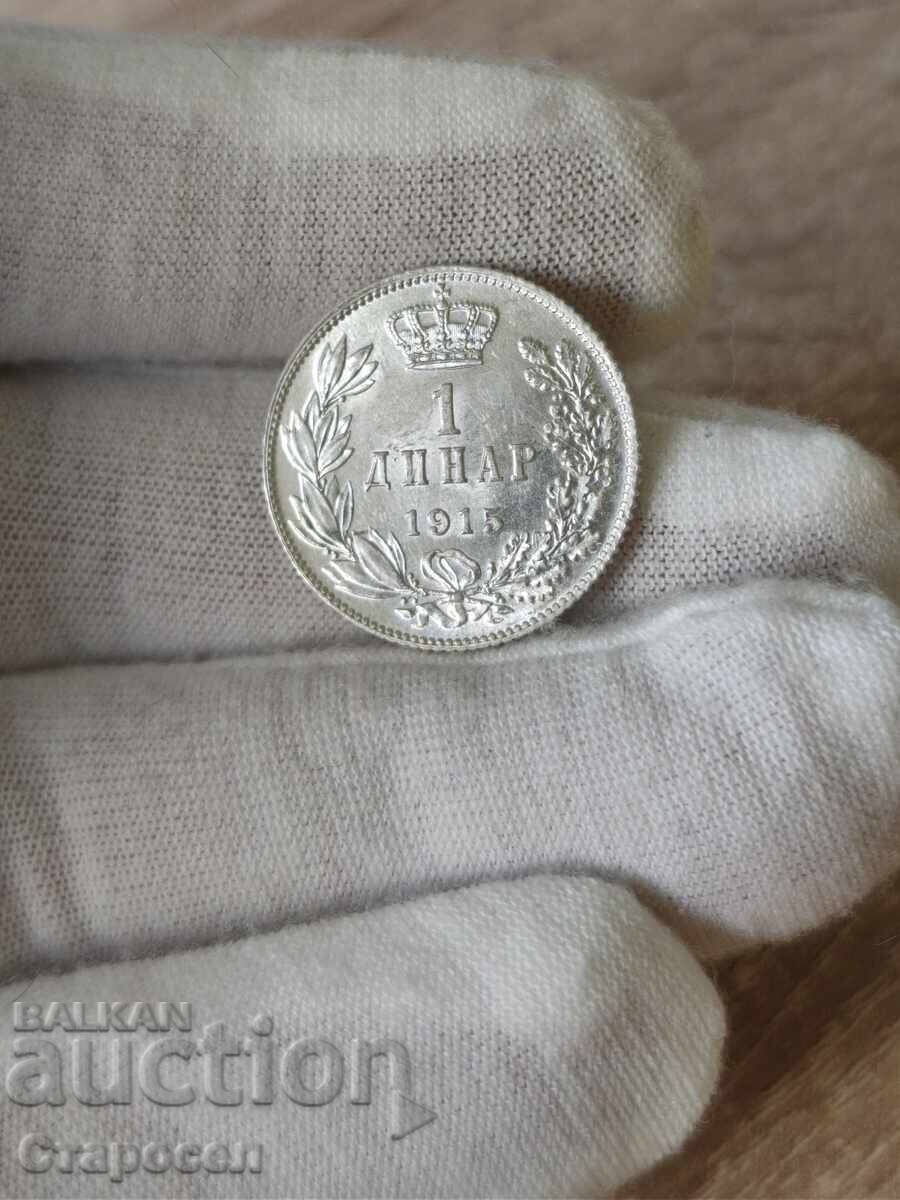 1
ДИНАР
1915
BALKAN
auction
Старосел